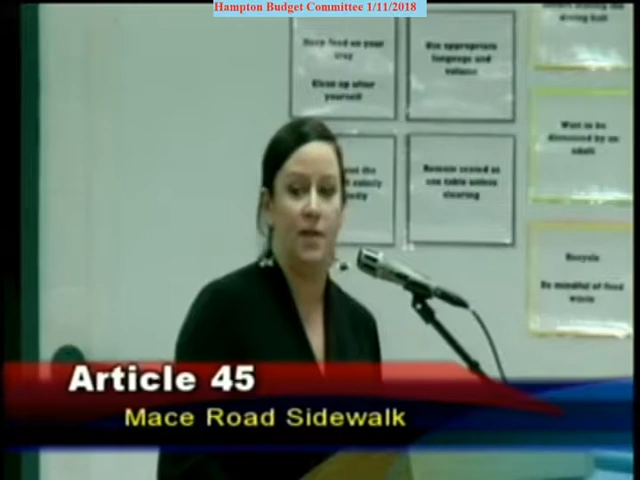 Hampton Budget Committee 1/11/2018
dining hall
Keep food on your
tray
Clean up after
yourself
Use appropriate
language and
volume
Wait to be
dismissed by an
adult
Remain seated at
one table unless
clearing
Recycle
Be mindful of food
waste
Article 45
Mace Road Sidewalk